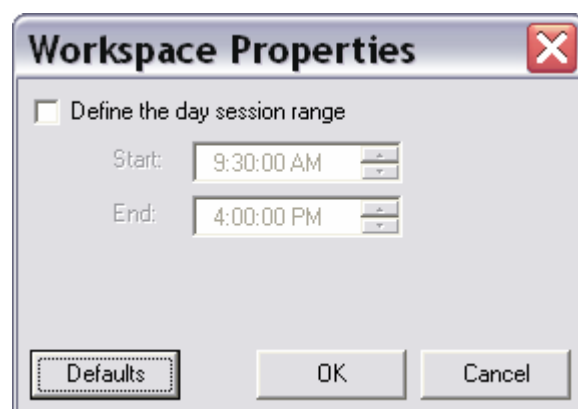 Workspace Properties
Define the day session range
Start: 9:30:00 AM
End: 4:00:00 PM
Defaults OK Cancel